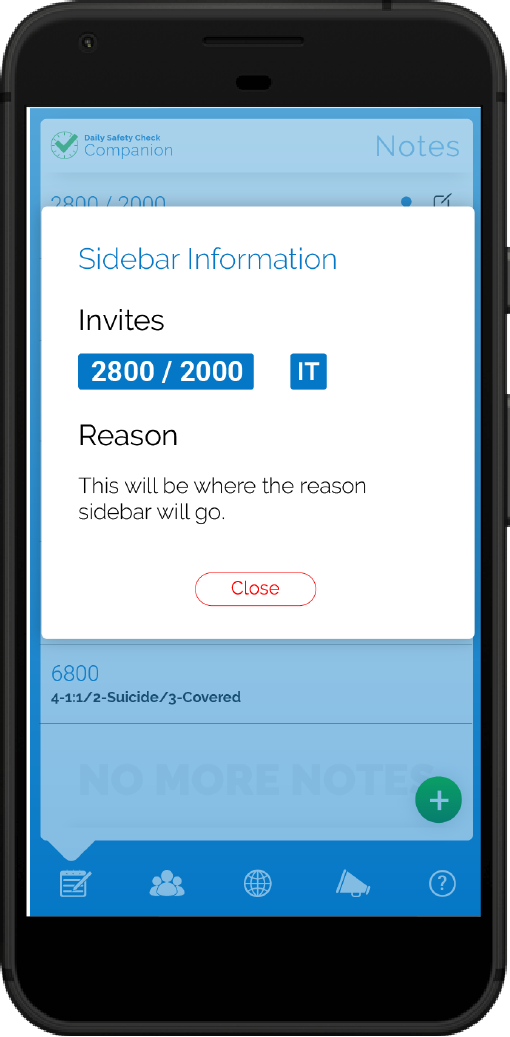 Daily Safety Check
Companion
Notes
2800 / 2000
Sidebar Information
Invites
2800 / 2000 IT
Reason
This will be where the reason
sidebar will go.
Close
6800
4-1:1/2-Suicide/3-Covered
NO MORE NOTES
+
?